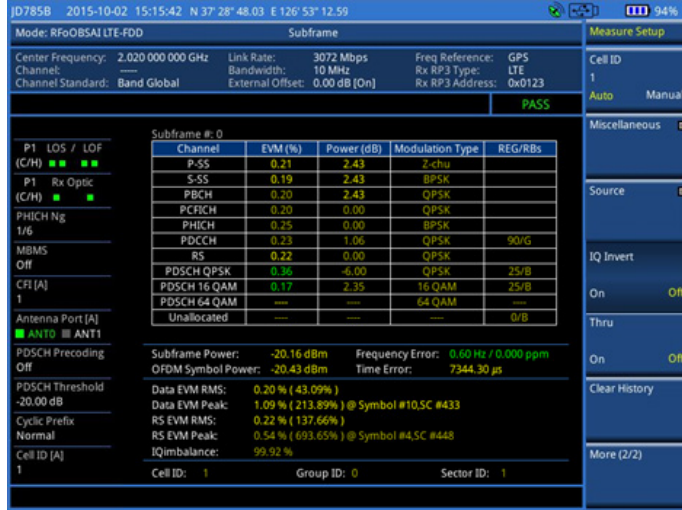 JD785B 2015-10-02 15:15:42 N 37° 28" 48.03 E 126° 53" 12.59 94%
Mode: RFoOBSAI LTE-FDD Subframe
Measure Setup
Center Frequency: 2.020 000 000 GHz Link Rate: 3072 Mbps Freq Reference: GPS
Channel: ---- Bandwidth: 10 MHz Rx RP3 Type: LTE
Channel Standard: Band Global External Offset: 0.00 dB [On] Rx RP3 Address: 0x0123
PASS
Cell ID
1
Auto Manual
Miscellaneous
Source
IQ Invert
On Off
Thru
On Off
Clear History
More (2/2)
P1 LOS / LOF
(C/H)
P1 Rx Optic
(C/H)
PHICH Ng
1/6
MBMS
Off
CFI [A]
1
Antenna Port [A]
ANT0 ANT1
PDSCH Precoding
Off
PDSCH Threshold
-20.00 dB
Cyclic Prefix
Normal
Cell ID [A]
1
Subframe #: 0
Channel EVM (%) Power (dB) Modulation Type REG/RBs
P-SS 0.21 2.43 Z-chu
S-SS 0.19 2.43 BPSK
PBCH 0.20 2.43 QPSK
PCFICH 0.20 0.00 QPSK
PHICH 0.25 0.00 BPSK
PDCCH 0.23 1.06 QPSK 90/G
RS 0.22 0.00 QPSK
PDSCH QPSK 0.36 -6.00 QPSK 25/B
PDSCH 16 QAM 0.17 2.35 16 QAM 25/B
PDSCH 64 QAM ---- ---- 64 QAM ----
Unallocated ---- ---- ---- 0/B
Subframe Power: -20.16 dBm Frequency Error: 0.60 Hz / 0.000 ppm
OFDM Symbol Power: -20.43 dBm Time Error: 7344.30 µs
Data EVM RMS: 0.20 % ( 43.09% )
Data EVM Peak: 1.09 % ( 213.89% ) @ Symbol #10,SC #433
RS EVM RMS: 0.22 % ( 137.66% )
RS EVM Peak: 0.54 % ( 693.65% ) @ Symbol #4,SC #448
IQimbalance: 99.92 %
Cell ID: 1 Group ID: 0 Sector ID: 1